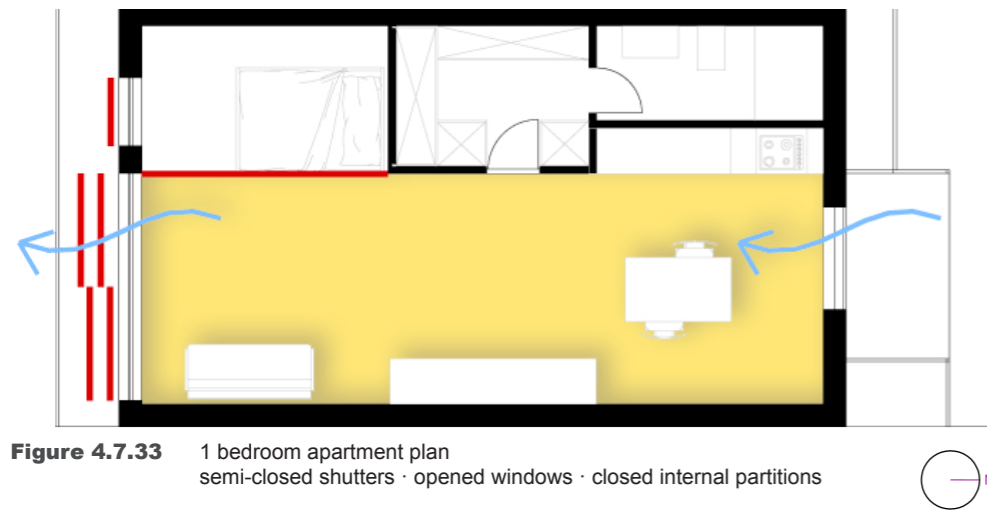 Figure 4.7.33 1 bedroom apartment plan
semi-closed shutters · opened windows · closed internal partitions